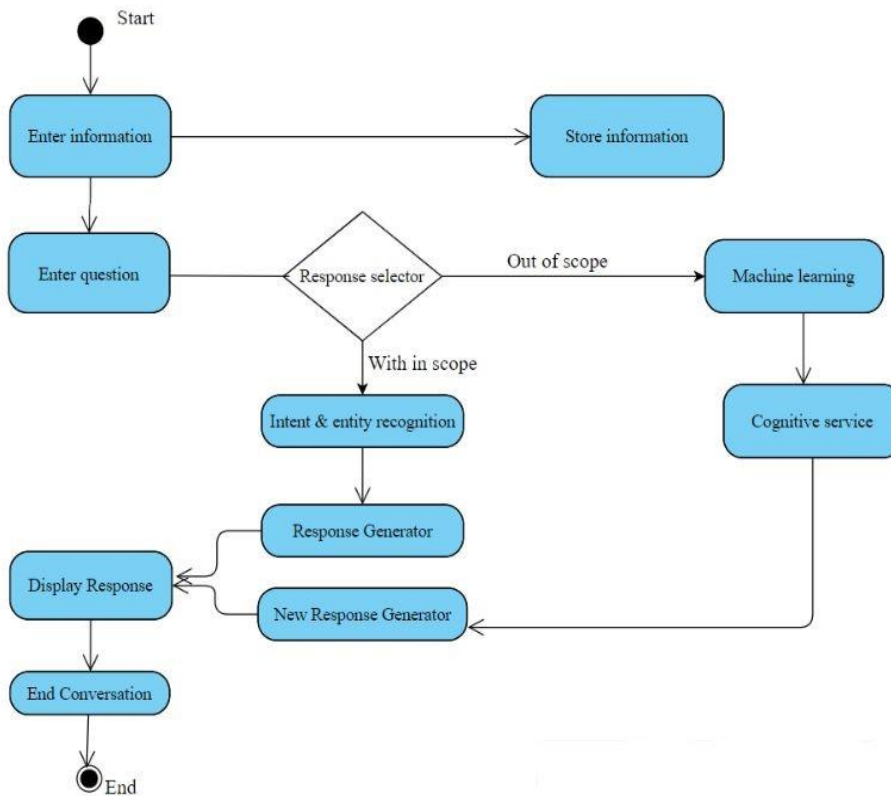 Start
Enter information
Store information
Enter question
Response selector
Out of scope
Machine learning
With in scope
Intent & entity recognition
Cognitive service
Response Generator
Display Response
New Response Generator
End Conversation
End